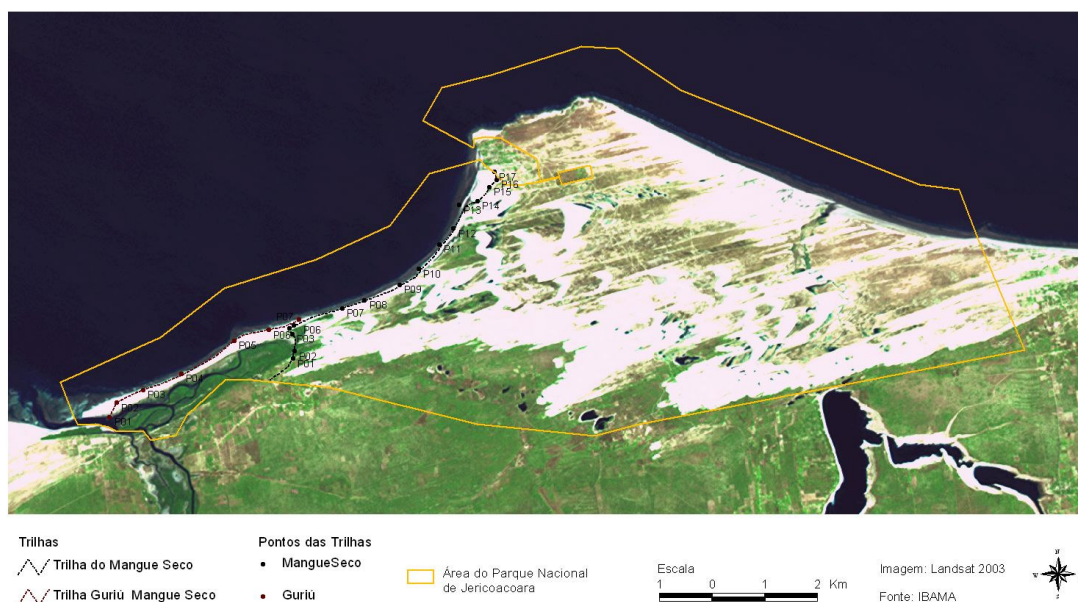 P17
P16
P15
P14
P13
P12
P11
P10
P09
P08
P07
P07
P06
P06
P05
P03
P02
P01
P04
P03
P02
P01
Trilhas
Trilha do Mangue Seco
Trilha Guriú Mangue Seco
Pontos das Trilhas
MangueSeco
Guriú
Área do Parque Nacional
de Jericoacoara
Escala
1 0 1 2 Km
Imagem: Landsat 2003
Fonte: IBAMA
N
S